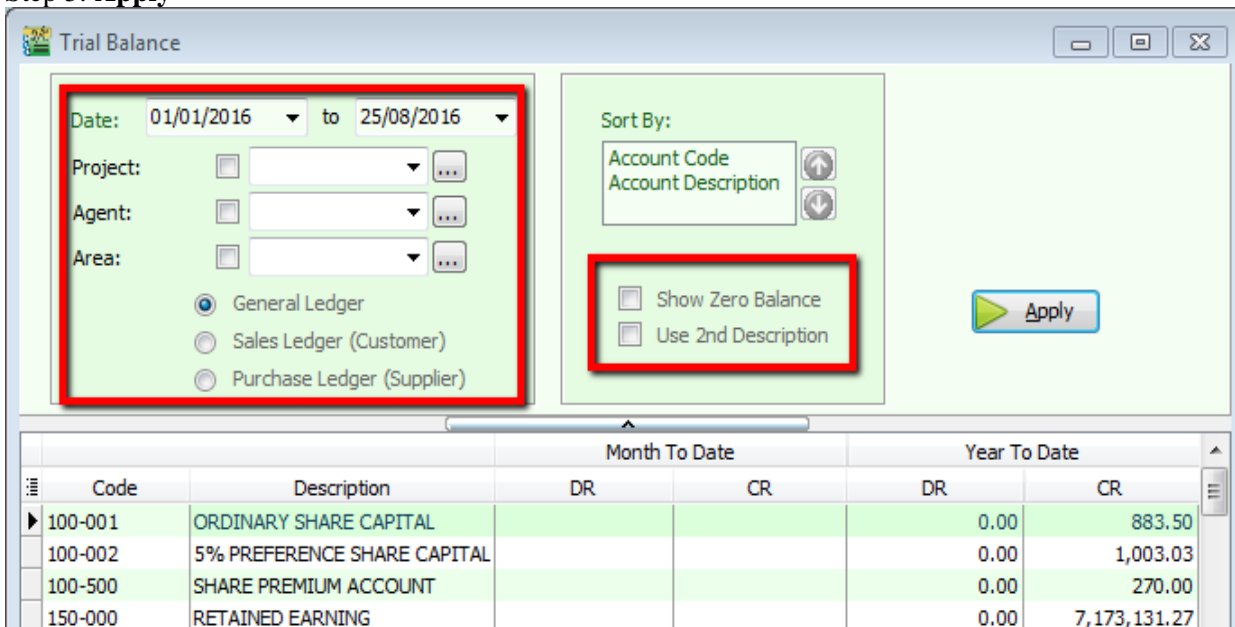 Step 3: Apply
Trial Balance
Date: 01/01/2016 to 25/08/2016
Project: ...
Agent: ...
Area: ...
General Ledger
Sales Ledger (Customer)
Purchase Ledger (Supplier)
Sort By:
Account Code
Account Description
Show Zero Balance
Use 2nd Description
Apply
Month To Date Year To Date
Code Description DR CR DR CR
100-001 ORDINARY SHARE CAPITAL 0.00 883.50
100-002 5% PREFERENCE SHARE CAPITAL 0.00 1,003.03
100-500 SHARE PREMIUM ACCOUNT 0.00 270.00
150-000 RETAINED EARNING 0.00 7,173,131.27